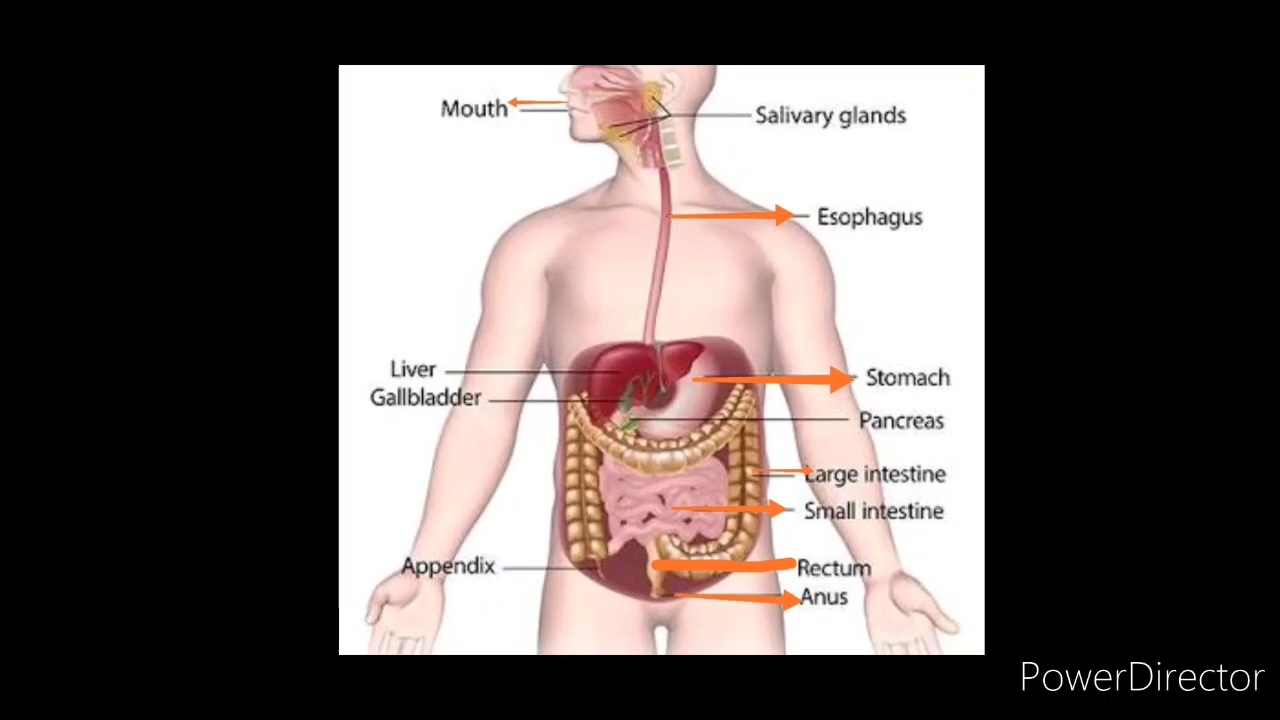 Mouth
Salivary glands
Esophagus
Liver
Stomach
Gallbladder
Pancreas
Large intestine
Small intestine
Appendix
Rectum
Anus
PowerDirector